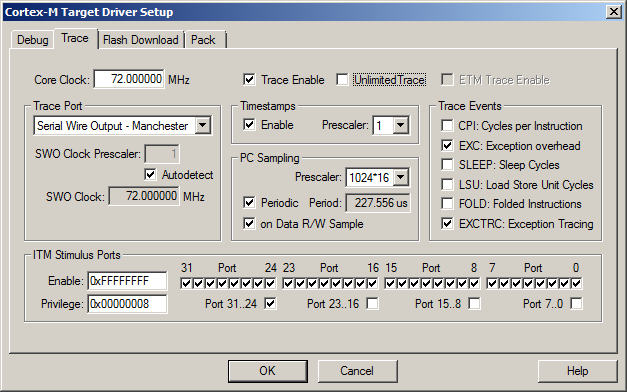 Cortex-M Target Driver Setup
Debug Trace Flash Download Pack
Core Clock: 72.000000 MHz Trace Enable UnlimitedTrace ETM Trace Enable
Trace Port
Serial Wire Output - Manchester
SWO Clock Prescaler: 1
Autodetect
SWO Clock: 72.000000 MHz
Timestamps
Enable Prescaler: 1
PC Sampling
Prescaler: 1024*16
Periodic Period: 227.556 us
on Data R/W Sample
Trace Events
CPI: Cycles per Instruction
EXC: Exception overhead
SLEEP: Sleep Cycles
LSU: Load Store Unit Cycles
FOLD: Folded Instructions
EXCTRC: Exception Tracing
ITM Stimulus Ports
31 Port 24 23 Port 16 15 Port 8 7 Port 0
Enable: 0xFFFFFFFF
Privilege: 0x00000008 Port 31..24 Port 23..16 Port 15..8 Port 7..0
OK Cancel Help